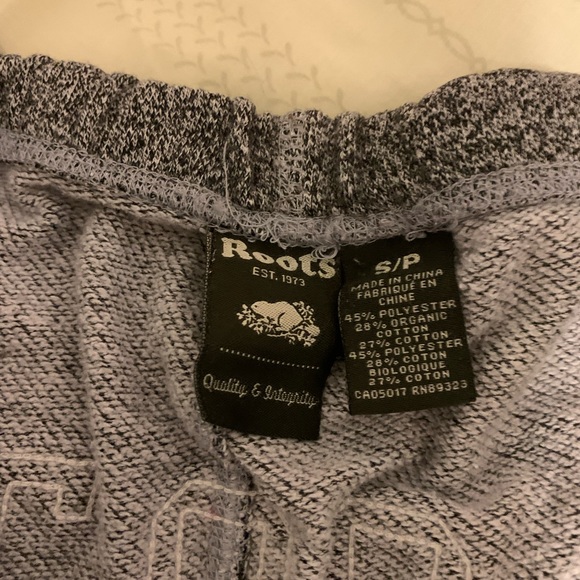 Roots
EST. 1973
Quality & Integrity
S/P
MADE IN CHINA
FABRIQUÉ EN
CHINE
45% POLYESTER
28% ORGANIC
COTTON
27% COTTON
45% POLYESTER
28% COTON
BIOLOGIQUE
27% COTON
CA05017 RN89323